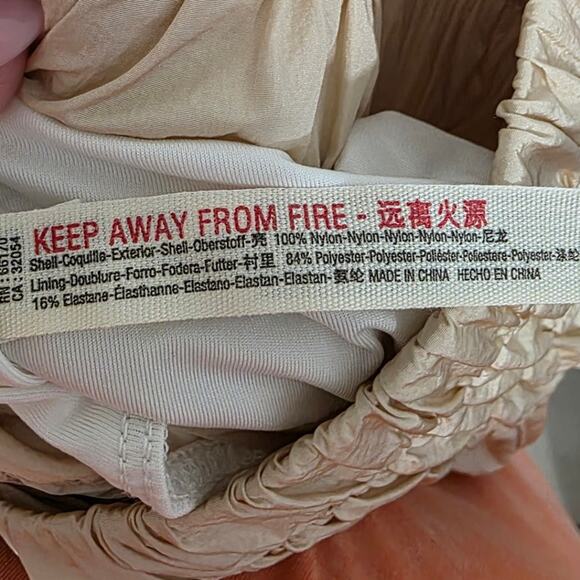 RN: 66170
CA: 32054
KEEP AWAY FROM FIRE - 远离火源
Shell-Coquille-Exterior-Shell-Oberstoff-壳 100% Nylon-Nylon-Nylon-Nylon-Nylon-尼龙
Lining-Doublure-Forro-Fodera-Futter-衬里 84% Polyester-Polyester-Poliéster-Poliestere-Polyester-涤纶
16% Elastane-Élasthanne-Elastano-Elastan-Elastan-氨纶 MADE IN CHINA HECHO EN CHINA